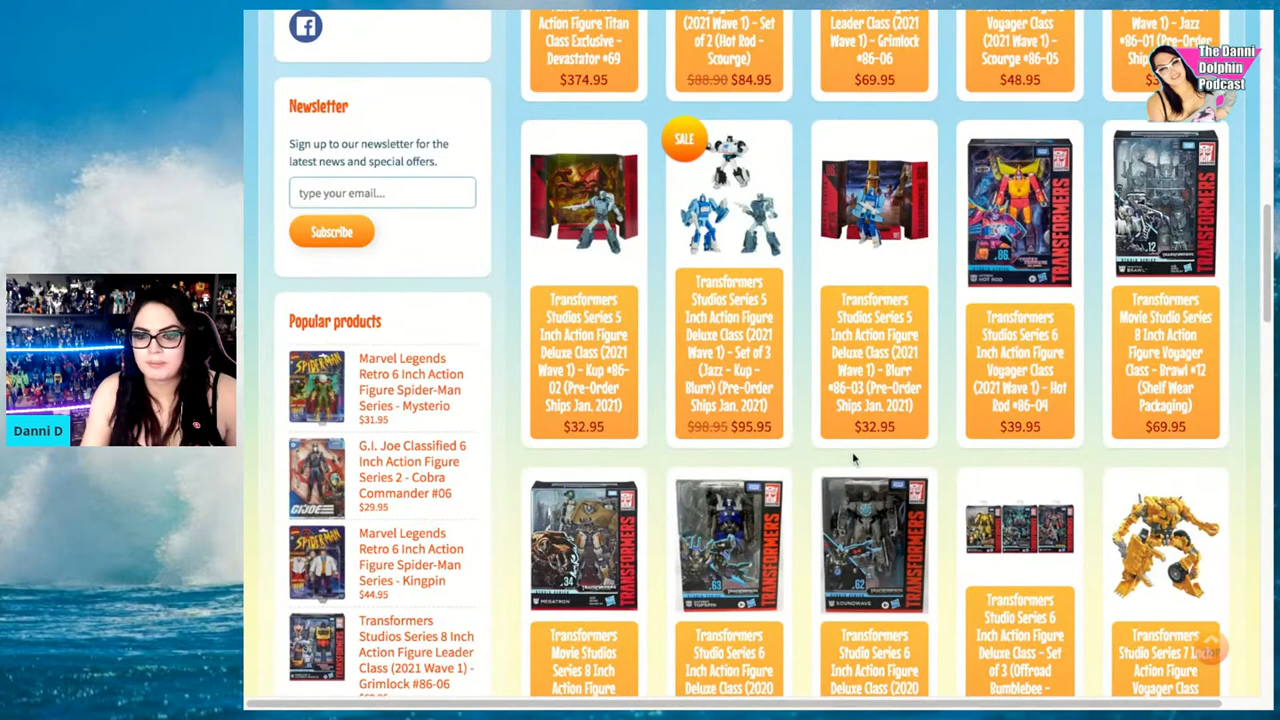 Action Figure Titan
Class Exclusive -
Devastator #69
$374.95
(2021 Wave 1) - Set
of 2 (Hot Rod -
Scourge)
$88.90 $84.95
Leader Class (2021
Wave 1) - Grimlock
#86-06
$69.95
Voyager Class
(2021 Wave 1) -
Scourge #86-05
$48.95
Wave 1) - Jazz
#86-01 (Pre-Order
The Danni
Dolphin
Podcast
Newsletter
Sign up to our newsletter for the
latest news and special offers.
type your email...
Subscribe
Popular products
Marvel Legends
Retro 6 Inch Action
Figure Spider-Man
Series - Mysterio
$31.95
G.I. Joe Classified 6
Inch Action Figure
Series 2 - Cobra
Commander #06
$29.95
Marvel Legends
Retro 6 Inch Action
Figure Spider-Man
Series - Kingpin
$44.95
Transformers
Studios Series 8 Inch
Action Figure Leader
Class (2021 Wave 1) -
Grimlock #86-06
Danni D
SALE
TRANSFORMERS
TRANSFORMERS
Transformers
Studios Series 5
Inch Action Figure
Deluxe Class (2021
Wave 1) - Kup #86-
02 (Pre-Order
Ships Jan. 2021)
$32.95
Transformers
Studios Series 5
Inch Action Figure
Deluxe Class (2021
Wave 1) - Set of 3
(Jazz - Kup -
Blurr) (Pre-Order
Ships Jan. 2021)
$98.95 $95.95
Transformers
Studios Series 5
Inch Action Figure
Deluxe Class (2021
Wave 1) - Blurr
#86-03 (Pre-Order
Ships Jan. 2021)
$32.95
Transformers
Studios Series 6
Inch Action Figure
Voyager Class
(2021 Wave 1) - Hot
Rod #86-04
$39.95
Transformers
Movie Studio Series
8 Inch Action
Figure Voyager
Class - Brawl #12
(Shelf Wear
Packaging)
$69.95
TRANSFORMERS
TRANSFORMERS
TRANSFORMERS
Transformers
Movie Studios
Series 8 Inch
Action Figure
Transformers
Studio Series 6
Inch Action Figure
Deluxe Class (2020
Transformers
Studio Series 6
Inch Action Figure
Deluxe Class (2020
Transformers
Studio Series 6
Inch Action Figure
Deluxe Class - Set
of 3 (Offroad
Bumblebee -
Transformers
Studio Series 7 Inch
Action Figure
Voyager Class